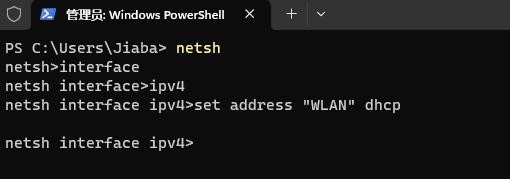 管理员: Windows PowerShell
PS C:\Users\Jiaba> netsh
netsh>interface
netsh interface>ipv4
netsh interface ipv4>set address "WLAN" dhcp
netsh interface ipv4>